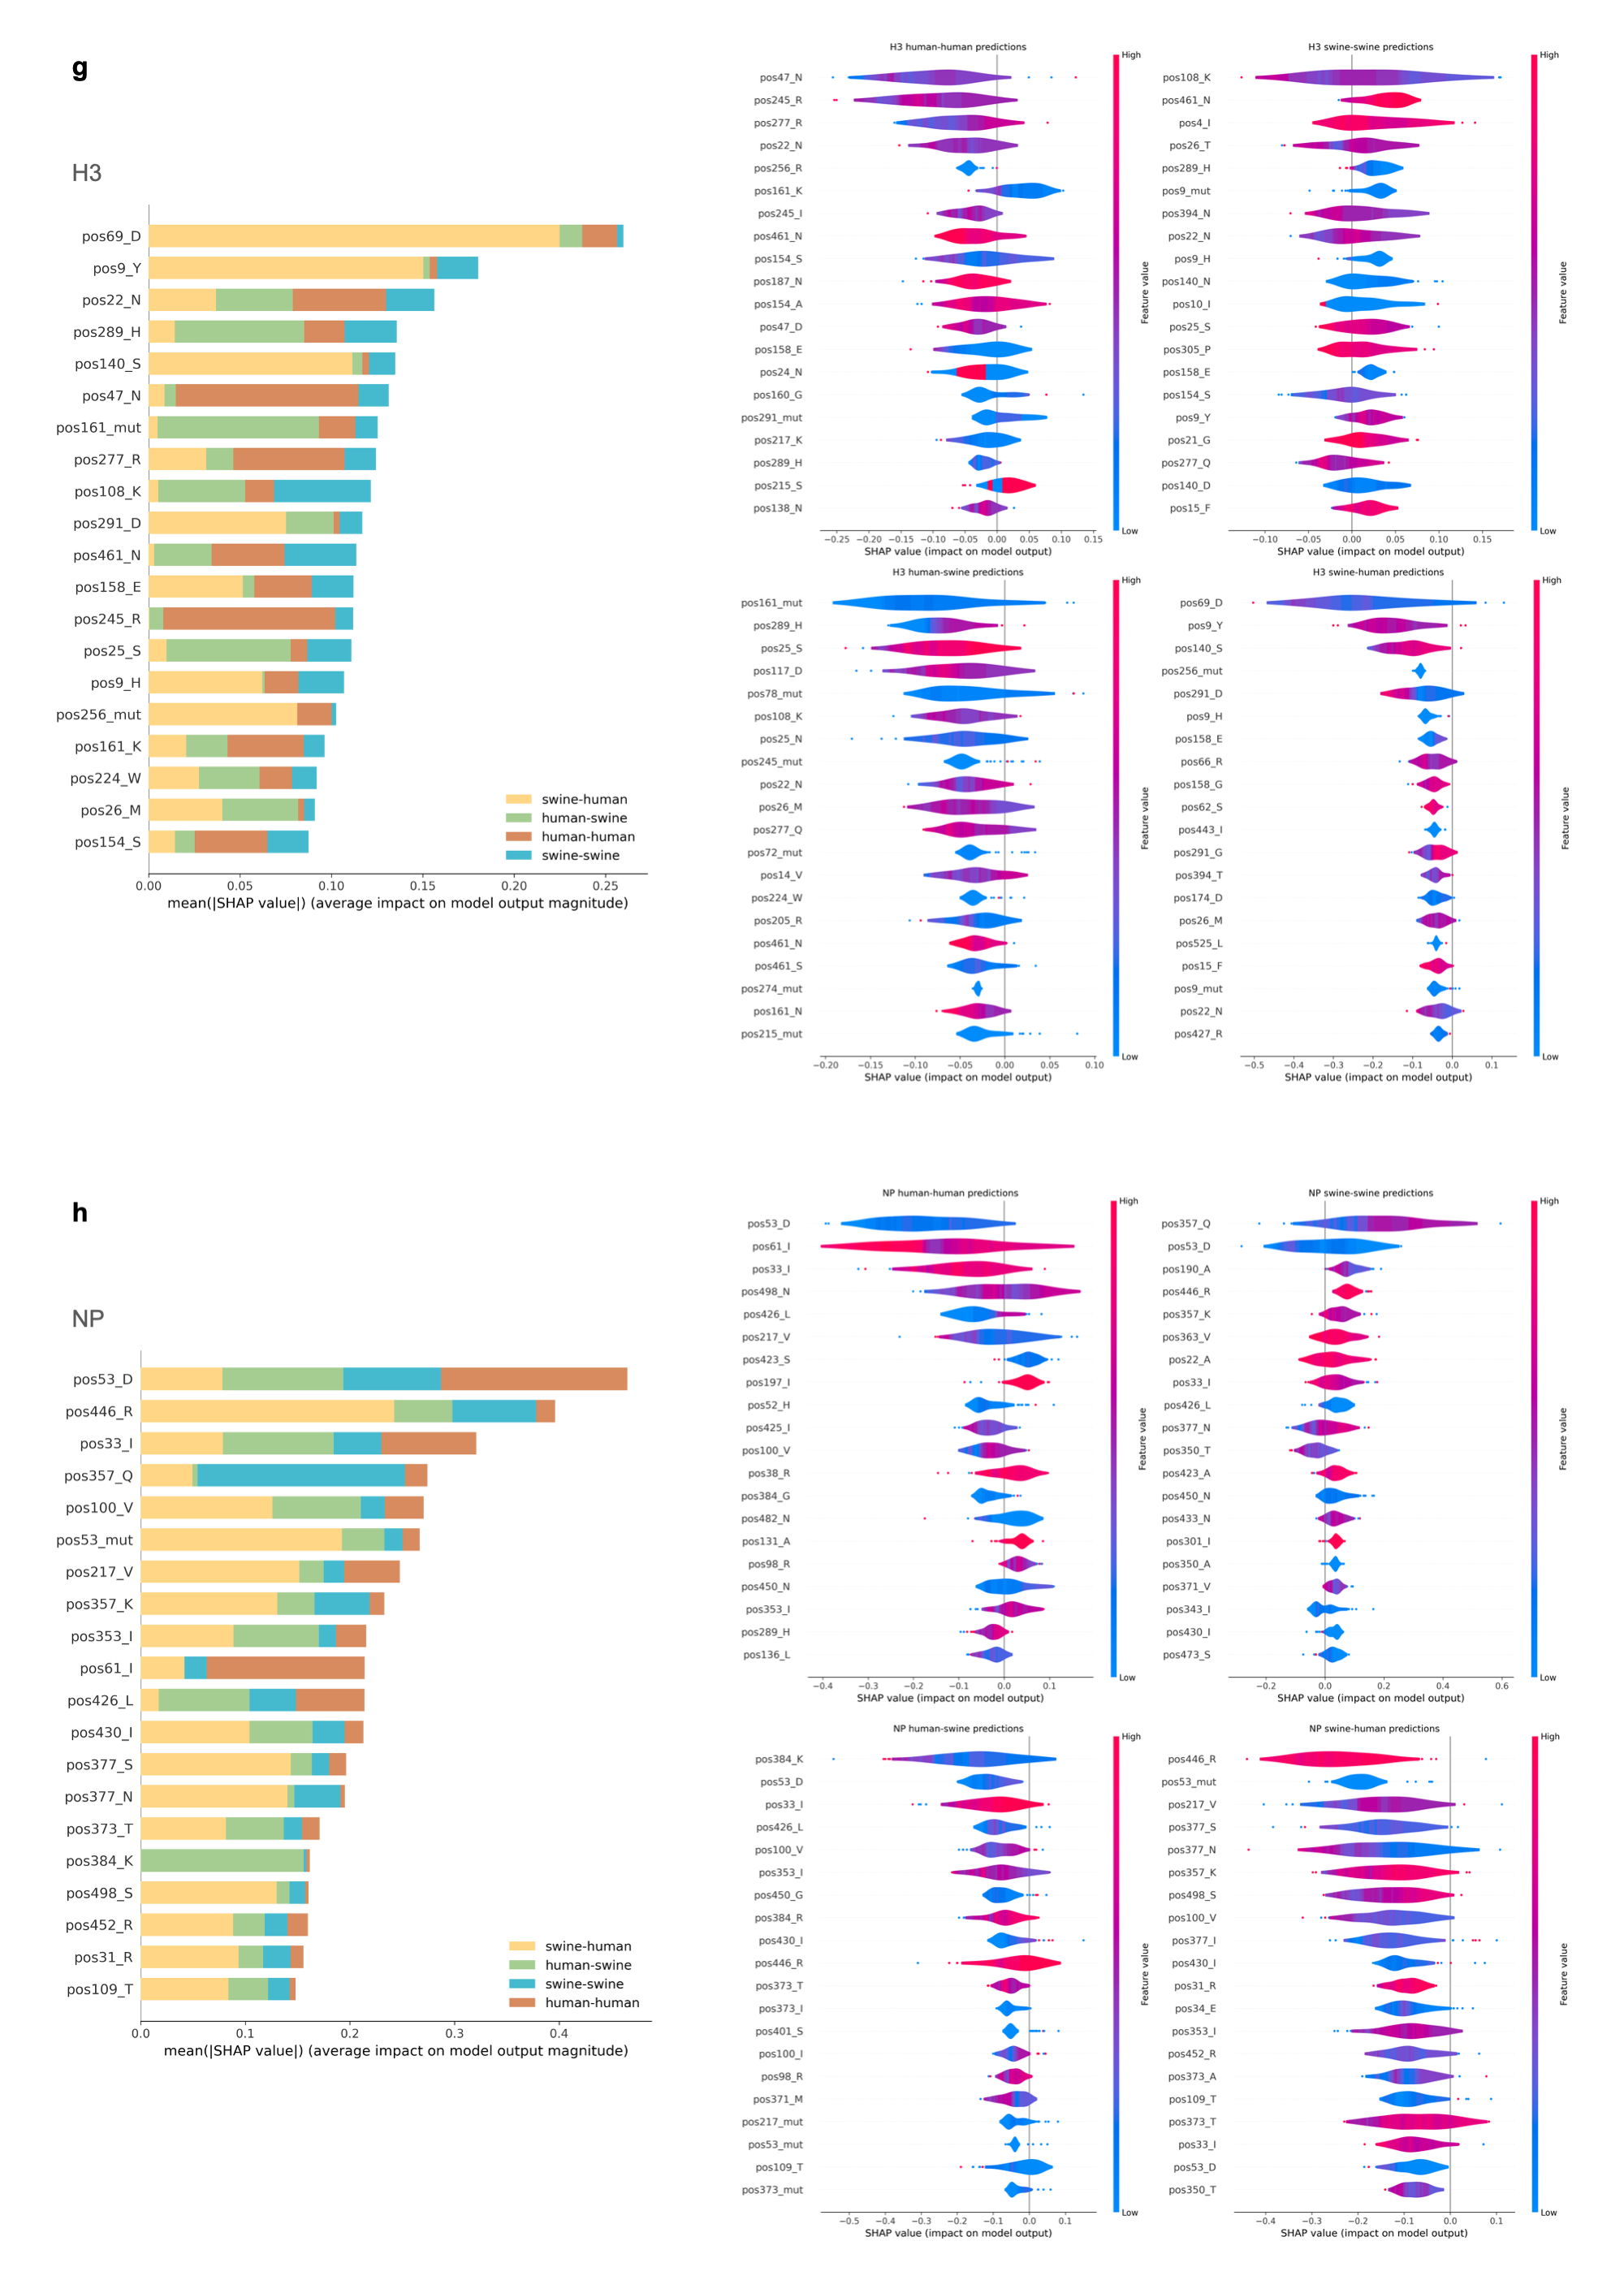 g
H3
pos69_D
pos9_Y
pos22_N
pos289_H
pos140_S
pos47_N
pos161_mut
pos277_R
pos108_K
pos291_D
pos461_N
pos158_E
pos245_R
pos25_S
pos9_H
pos256_mut
pos161_K
pos224_W
pos26_M
pos154_S
swine-human
human-swine
human-human
swine-swine
0.00 0.05 0.10 0.15 0.20 0.25
mean(|SHAP value|) (average impact on model output magnitude)
H3 human-human predictions
pos47_N
pos245_R
pos277_R
pos22_N
pos256_R
pos161_K
pos245_I
pos461_N
pos154_S
pos187_N
pos154_A
pos47_D
pos158_E
pos24_N
pos160_G
pos291_mut
pos217_K
pos289_H
pos215_S
pos138_N
−0.25 −0.20 −0.15 −0.10 −0.05 0.00 0.05 0.10 0.15
SHAP value (impact on model output)
High
Feature value
Low
H3 swine-swine predictions
pos108_K
pos461_N
pos4_I
pos26_T
pos289_H
pos9_mut
pos394_N
pos22_N
pos9_H
pos140_N
pos10_I
pos25_S
pos305_P
pos158_E
pos154_S
pos9_Y
pos21_G
pos277_Q
pos140_D
pos15_F
−0.10 −0.05 0.00 0.05 0.10 0.15
SHAP value (impact on model output)
High
Feature value
Low
H3 human-swine predictions
pos161_mut
pos289_H
pos25_S
pos117_D
pos78_mut
pos108_K
pos25_N
pos245_mut
pos22_N
pos26_M
pos277_Q
pos72_mut
pos14_V
pos224_W
pos205_R
pos461_N
pos461_S
pos274_mut
pos161_N
pos215_mut
−0.20 −0.15 −0.10 −0.05 0.00 0.05 0.10
SHAP value (impact on model output)
High
Feature value
Low
H3 swine-human predictions
pos69_D
pos9_Y
pos140_S
pos256_mut
pos291_D
pos9_H
pos158_E
pos66_R
pos158_G
pos62_S
pos443_I
pos291_G
pos394_T
pos174_D
pos26_M
pos525_L
pos15_F
pos9_mut
pos22_N
pos427_R
−0.5 −0.4 −0.3 −0.2 −0.1 0.0 0.1
SHAP value (impact on model output)
High
Feature value
Low
h
NP
pos53_D
pos446_R
pos33_I
pos357_Q
pos100_V
pos53_mut
pos217_V
pos357_K
pos353_I
pos61_I
pos426_L
pos430_I
pos377_S
pos377_N
pos373_T
pos384_K
pos498_S
pos452_R
pos31_R
pos109_T
swine-human
human-swine
swine-swine
human-human
0.0 0.1 0.2 0.3 0.4
mean(|SHAP value|) (average impact on model output magnitude)
NP human-human predictions
pos53_D
pos61_I
pos33_I
pos498_N
pos426_L
pos217_V
pos423_S
pos197_I
pos52_H
pos425_I
pos100_V
pos38_R
pos384_G
pos482_N
pos131_A
pos98_R
pos450_N
pos353_I
pos289_H
pos136_L
−0.4 −0.3 −0.2 −0.1 0.0 0.1
SHAP value (impact on model output)
High
Feature value
Low
NP swine-swine predictions
pos357_Q
pos53_D
pos190_A
pos446_R
pos357_K
pos363_V
pos22_A
pos33_I
pos426_L
pos377_N
pos350_T
pos423_A
pos450_N
pos433_N
pos301_I
pos350_A
pos371_V
pos343_I
pos430_I
pos473_S
−0.2 0.0 0.2 0.4 0.6
SHAP value (impact on model output)
High
Feature value
Low
NP human-swine predictions
pos384_K
pos53_D
pos33_I
pos426_L
pos100_V
pos353_I
pos450_G
pos384_R
pos430_I
pos446_R
pos373_T
pos373_I
pos401_S
pos100_I
pos98_R
pos371_M
pos217_mut
pos53_mut
pos109_T
pos373_mut
−0.5 −0.4 −0.3 −0.2 −0.1 0.0 0.1
SHAP value (impact on model output)
High
Feature value
Low
NP swine-human predictions
pos446_R
pos53_mut
pos217_V
pos377_S
pos377_N
pos357_K
pos498_S
pos100_V
pos377_I
pos430_I
pos31_R
pos34_E
pos353_I
pos452_R
pos373_A
pos109_T
pos373_T
pos33_I
pos53_D
pos350_T
−0.4 −0.3 −0.2 −0.1 0.0 0.1
SHAP value (impact on model output)
High
Feature value
Low